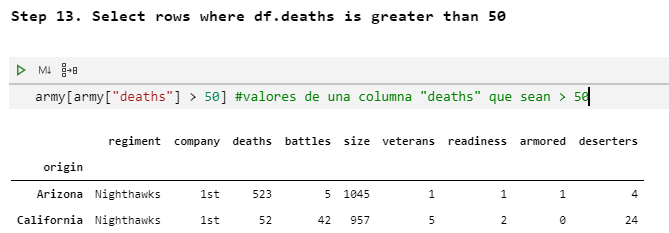 Step 13. Select rows where df.deaths is greater than 50
M↓
army[army["deaths"] > 50] #valores de una columna "deaths" que sean > 50
regiment company deaths battles size veterans readiness armored deserters
origin
Arizona Nighthawks 1st 523 5 1045 1 1 1 4
California Nighthawks 1st 52 42 957 5 2 0 24